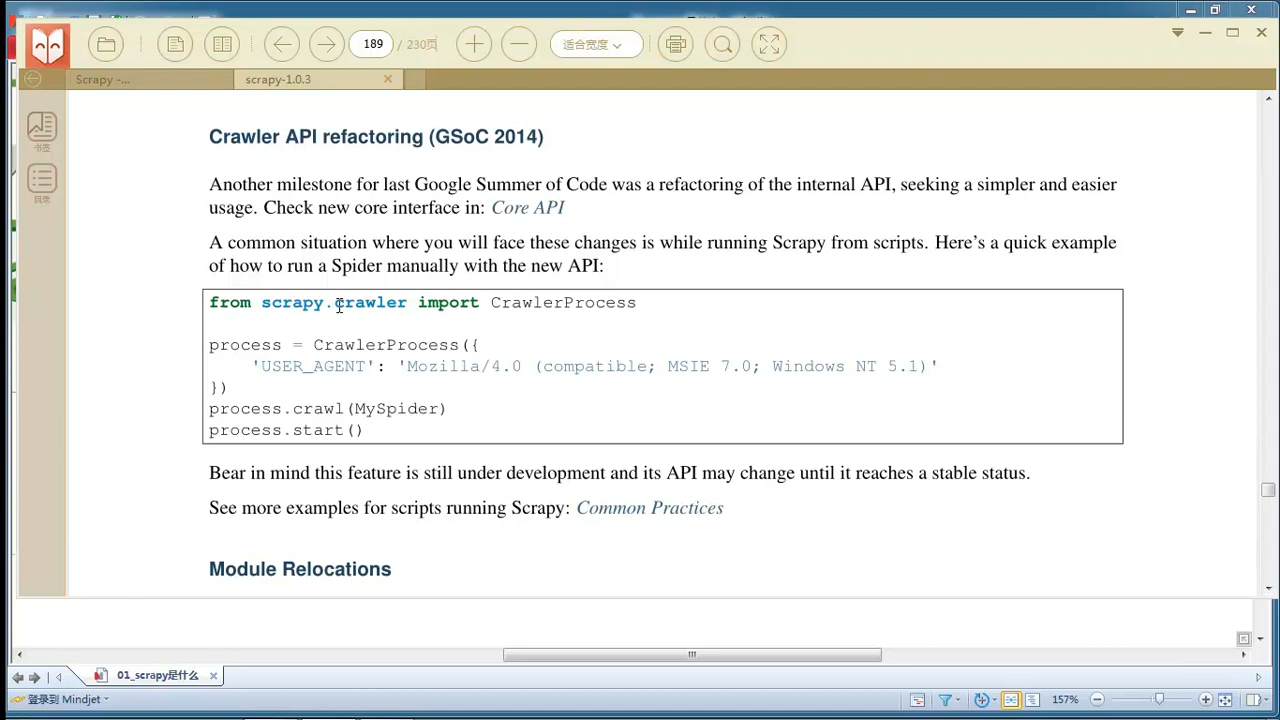 189 / 230页
适合宽度
Scrapy -...
scrapy-1.0.3
书签
目录
Crawler API refactoring (GSoC 2014)
Another milestone for last Google Summer of Code was a refactoring of the internal API, seeking a simpler and easier
usage. Check new core interface in: Core API
A common situation where you will face these changes is while running Scrapy from scripts. Here’s a quick example
of how to run a Spider manually with the new API:
from scrapy.crawler import CrawlerProcess
process = CrawlerProcess({
'USER_AGENT': 'Mozilla/4.0 (compatible; MSIE 7.0; Windows NT 5.1)'
})
process.crawl(MySpider)
process.start()
Bear in mind this feature is still under development and its API may change until it reaches a stable status.
See more examples for scripts running Scrapy: Common Practices
Module Relocations
01_scrapy是什么
登录到 Mindjet
157%